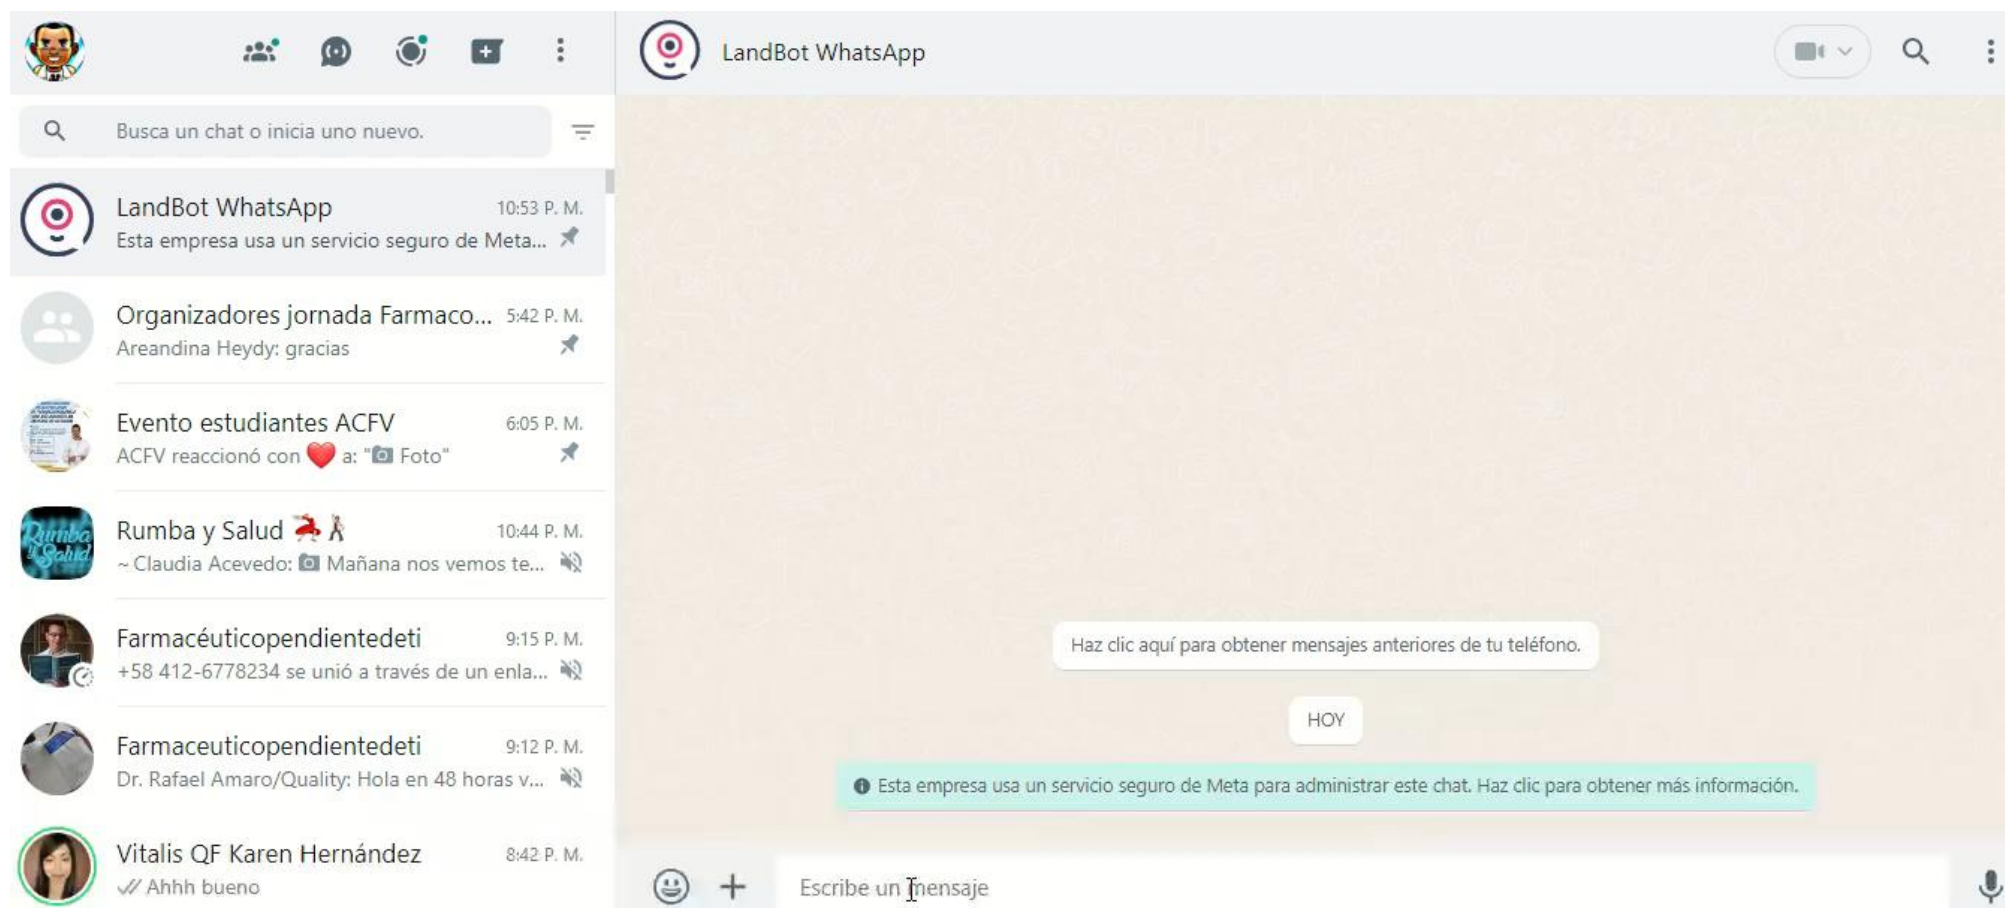 LandBot WhatsApp
Busca un chat o inicia uno nuevo.
LandBot WhatsApp 10:53 P. M.
Esta empresa usa un servicio seguro de Meta...
Organizadores jornada Farmaco... 5:42 P. M.
Areandina Heydy: gracias
Evento estudiantes ACFV 6:05 P. M.
ACFV reaccionó con ❤️ a: "📷 Foto"
Rumba y Salud 💃🕺 10:44 P. M.
~ Claudia Acevedo: 📷 Mañana nos vemos te...
Rumba
y Salud
Farmacéuticopendientedeti 9:15 P. M.
+58 412-6778234 se unió a través de un enla...
Farmaceuticopendientedeti 9:12 P. M.
Dr. Rafael Amaro/Quality: Hola en 48 horas v...
Vitalis QF Karen Hernández 8:42 P. M.
Ahhh bueno
Haz clic aquí para obtener mensajes anteriores de tu teléfono.
HOY
Esta empresa usa un servicio seguro de Meta para administrar este chat. Haz clic para obtener más información.
Escribe un mensaje